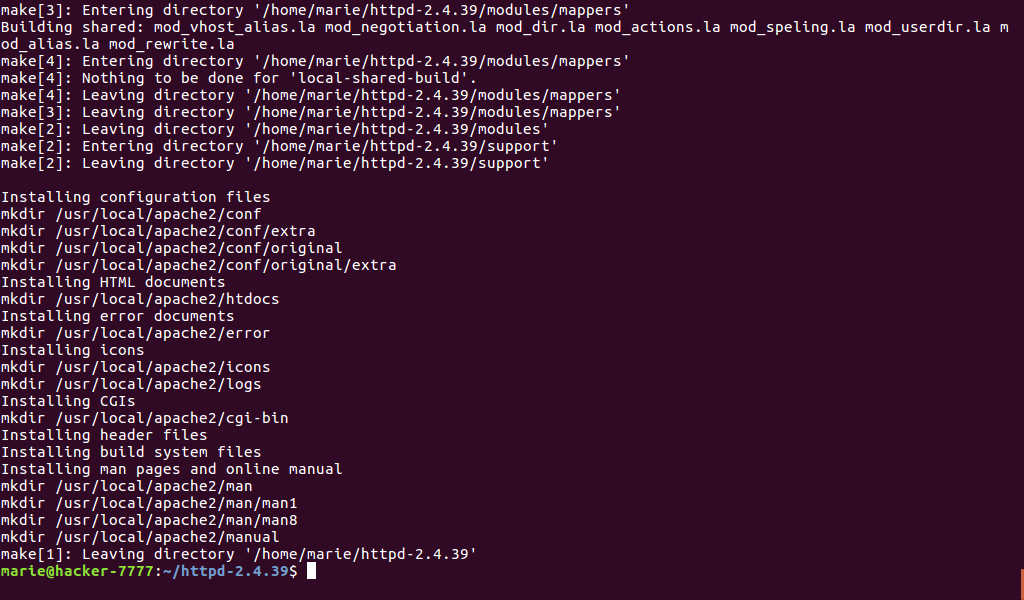 make[3]: Entering directory '/home/marie/httpd-2.4.39/modules/mappers'
Building shared: mod_vhost_alias.la mod_negotiation.la mod_dir.la mod_actions.la mod_speling.la mod_userdir.la m
od_alias.la mod_rewrite.la
make[4]: Entering directory '/home/marie/httpd-2.4.39/modules/mappers'
make[4]: Nothing to be done for 'local-shared-build'.
make[4]: Leaving directory '/home/marie/httpd-2.4.39/modules/mappers'
make[3]: Leaving directory '/home/marie/httpd-2.4.39/modules/mappers'
make[2]: Leaving directory '/home/marie/httpd-2.4.39/modules'
make[2]: Entering directory '/home/marie/httpd-2.4.39/support'
make[2]: Leaving directory '/home/marie/httpd-2.4.39/support'

Installing configuration files
mkdir /usr/local/apache2/conf
mkdir /usr/local/apache2/conf/extra
mkdir /usr/local/apache2/conf/original
mkdir /usr/local/apache2/conf/original/extra
Installing HTML documents
mkdir /usr/local/apache2/htdocs
Installing error documents
mkdir /usr/local/apache2/error
Installing icons
mkdir /usr/local/apache2/icons
mkdir /usr/local/apache2/logs
Installing CGIs
mkdir /usr/local/apache2/cgi-bin
Installing header files
Installing build system files
Installing man pages and online manual
mkdir /usr/local/apache2/man
mkdir /usr/local/apache2/man/man1
mkdir /usr/local/apache2/man/man8
mkdir /usr/local/apache2/manual
make[1]: Leaving directory '/home/marie/httpd-2.4.39'
marie@hacker-7777:~/httpd-2.4.39$